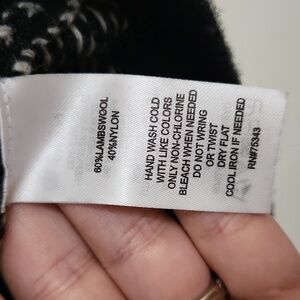 60%LAMBSWOOL
40%NYLON
HAND WASH COLD
WITH LIKE COLORS
ONLY NON-CHLORINE
BLEACH WHEN NEEDED
DO NOT WRING
OR TWIST
DRY FLAT
COOL IRON IF NEEDED
RN#75343